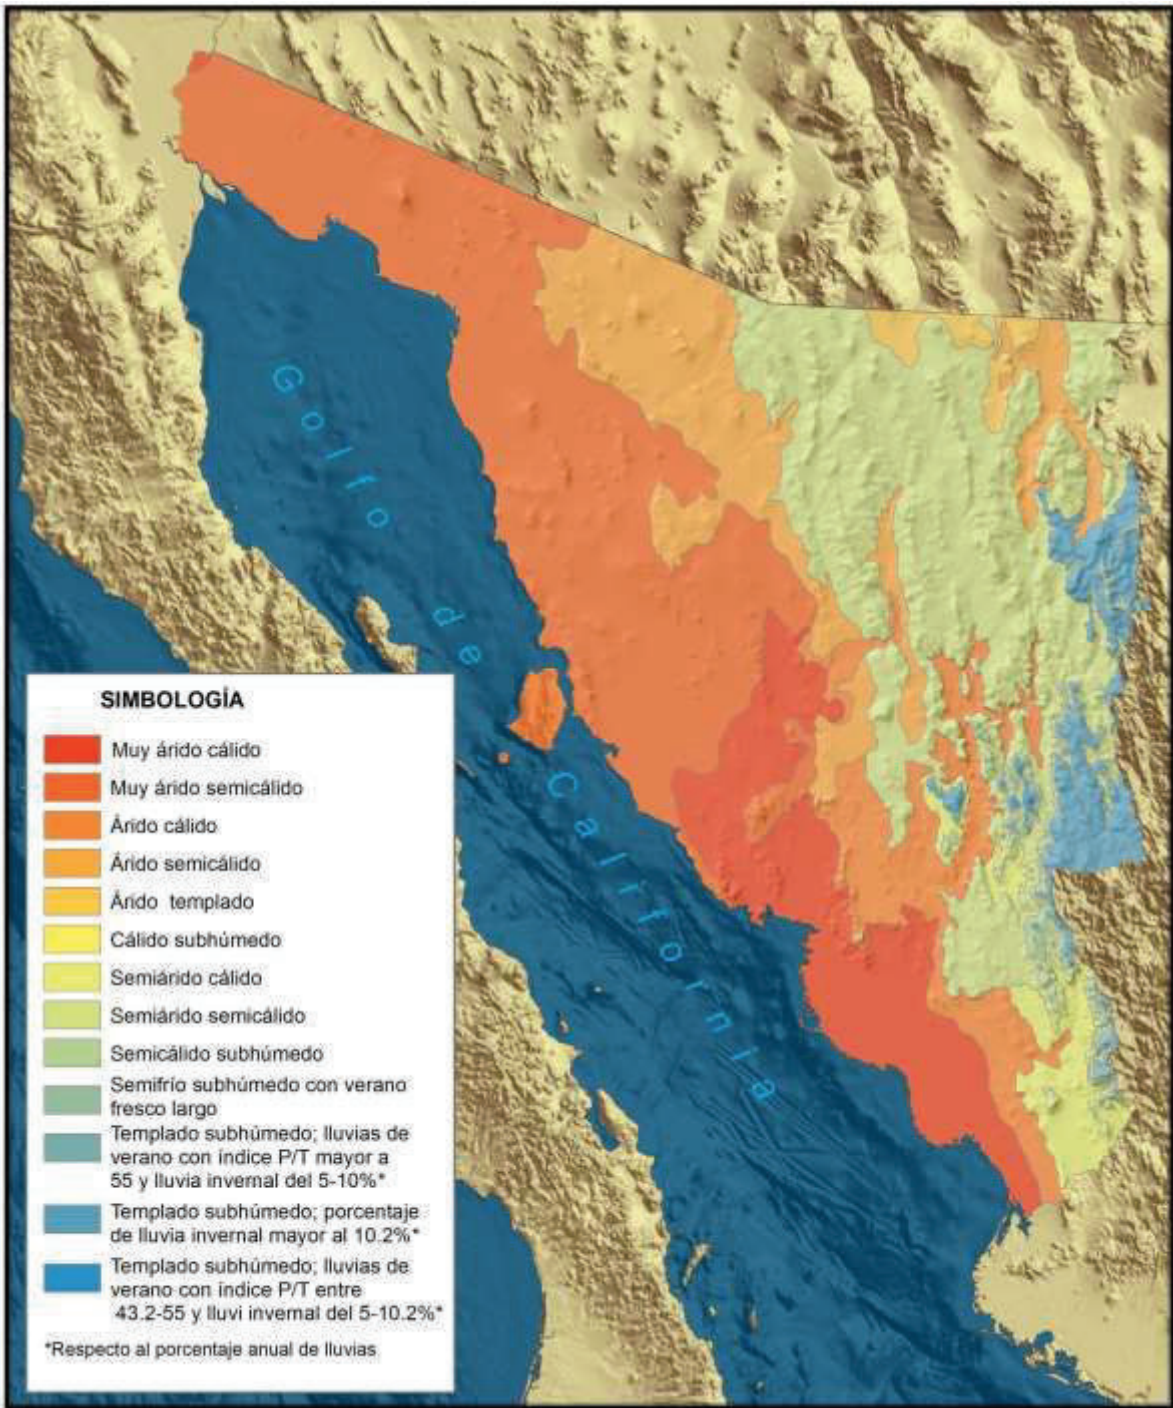 Golfo de California
SIMBOLOGÍA
Muy árido cálido
Muy árido semicálido
Árido cálido
Árido semicálido
Árido templado
Cálido subhúmedo
Semiárido cálido
Semiárido semicálido
Semicálido subhúmedo
Semifrío subhúmedo con verano
fresco largo
Templado subhúmedo; lluvias de
verano con índice P/T mayor a
55 y lluvia invernal del 5-10%*
Templado subhúmedo; porcentaje
de lluvia invernal mayor al 10.2%*
Templado subhúmedo; lluvias de
verano con índice P/T entre
43.2-55 y lluvi invernal del 5-10.2%*
*Respecto al porcentaje anual de lluvias